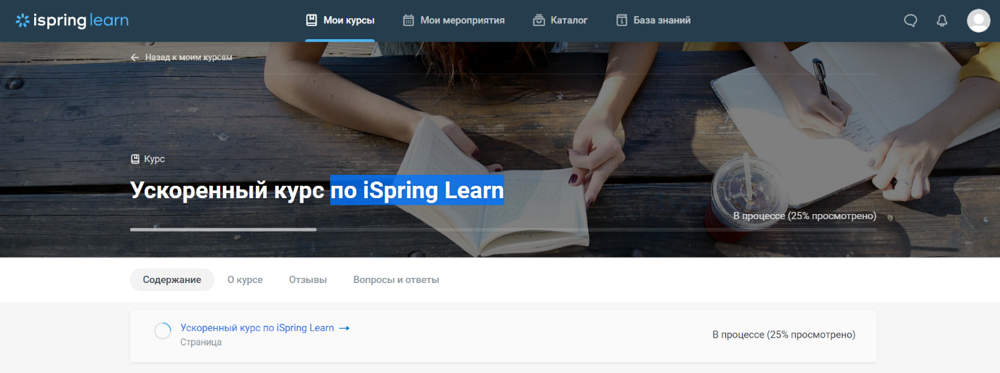 ispring learn
Мои курсы
Мои мероприятия
Каталог
База знаний
Назад к моим курсам
Курс
Ускоренный курс по iSpring Learn
В процессе (25% просмотрено)
Содержание
О курсе
Отзывы
Вопросы и ответы
Ускоренный курс по iSpring Learn →
Страница
В процессе (25% просмотрено)